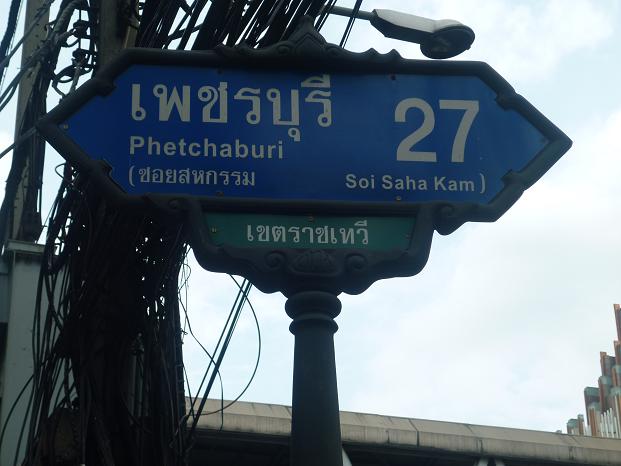 เพชรบุรี 27
Phetchaburi
(ซอยสหกรรม Soi Saha Kam)
เขตราชเทวี